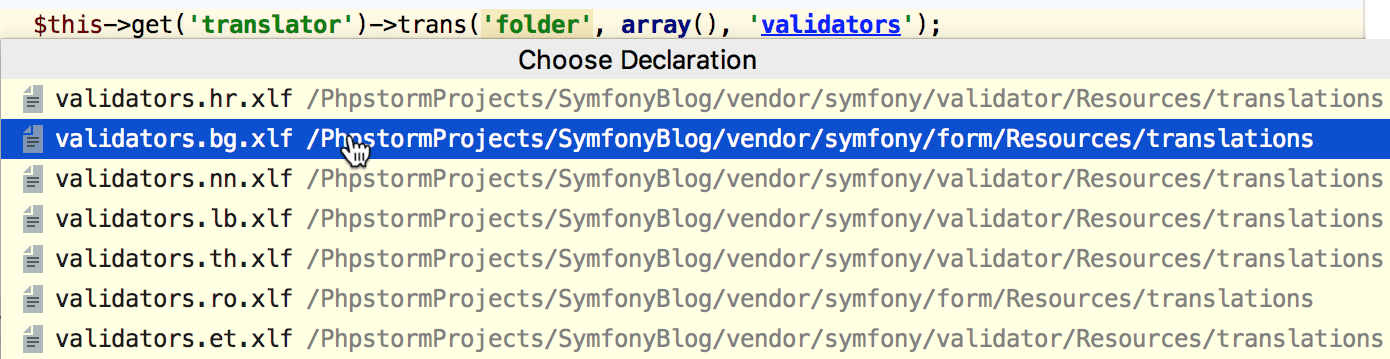 $this->get('translator')->trans('folder', array(), 'validators');
Choose Declaration
validators.hr.xlf /PhpstormProjects/SymfonyBlog/vendor/symfony/validator/Resources/translations
validators.bg.xlf /PhpstormProjects/SymfonyBlog/vendor/symfony/form/Resources/translations
validators.nn.xlf /PhpstormProjects/SymfonyBlog/vendor/symfony/validator/Resources/translations
validators.lb.xlf /PhpstormProjects/SymfonyBlog/vendor/symfony/validator/Resources/translations
validators.th.xlf /PhpstormProjects/SymfonyBlog/vendor/symfony/validator/Resources/translations
validators.ro.xlf /PhpstormProjects/SymfonyBlog/vendor/symfony/form/Resources/translations
validators.et.xlf /PhpstormProjects/SymfonyBlog/vendor/symfony/validator/Resources/translations